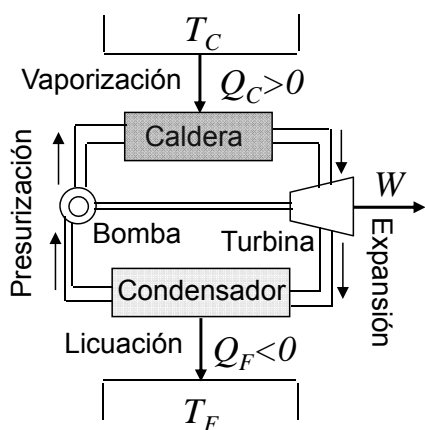 T_C
Vaporización
Q_C>0
Caldera
Presurización
Bomba
Turbina
W
Expansión
Condensador
Licuación
Q_F<0
T_F